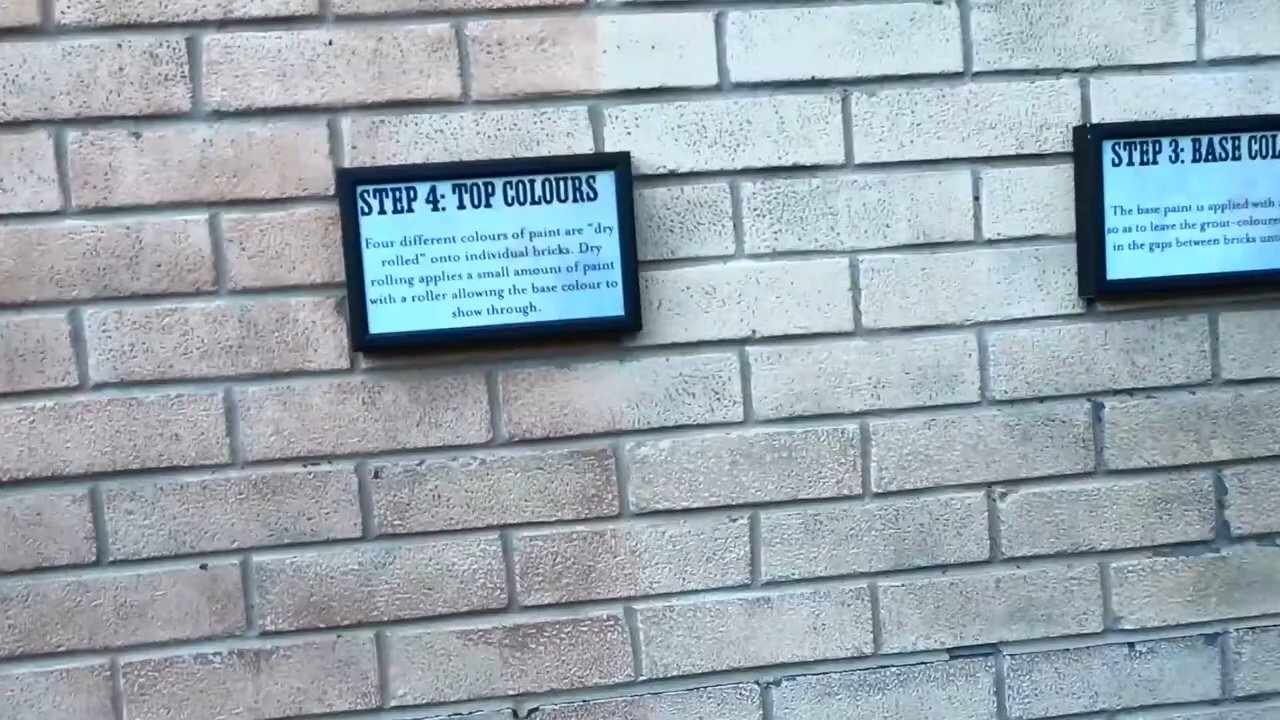 STEP 4: TOP COLOURS
Four different colours of paint are “dry
rolled” onto individual bricks. Dry
rolling applies a small amount of paint
with a roller allowing the base colour to
show through.
STEP 3: BASE COL
The base paint is applied with
so as to leave the grout-coloure
in the gaps between bricks unt